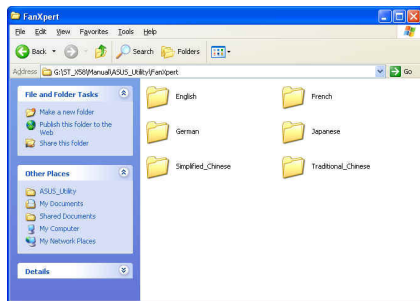 FanXpert
File Edit View Favorites Tools Help
Back Search Folders
Address G:\ST_X58\Manual\ASUS_Utility\FanXpert Go
File and Folder Tasks
Make a new folder
Publish this folder to the
Web
Share this folder
Other Places
ASUS_Utility
My Documents
Shared Documents
My Computer
My Network Places
Details
English French
German Japanese
Simplified_Chinese Traditional_Chinese